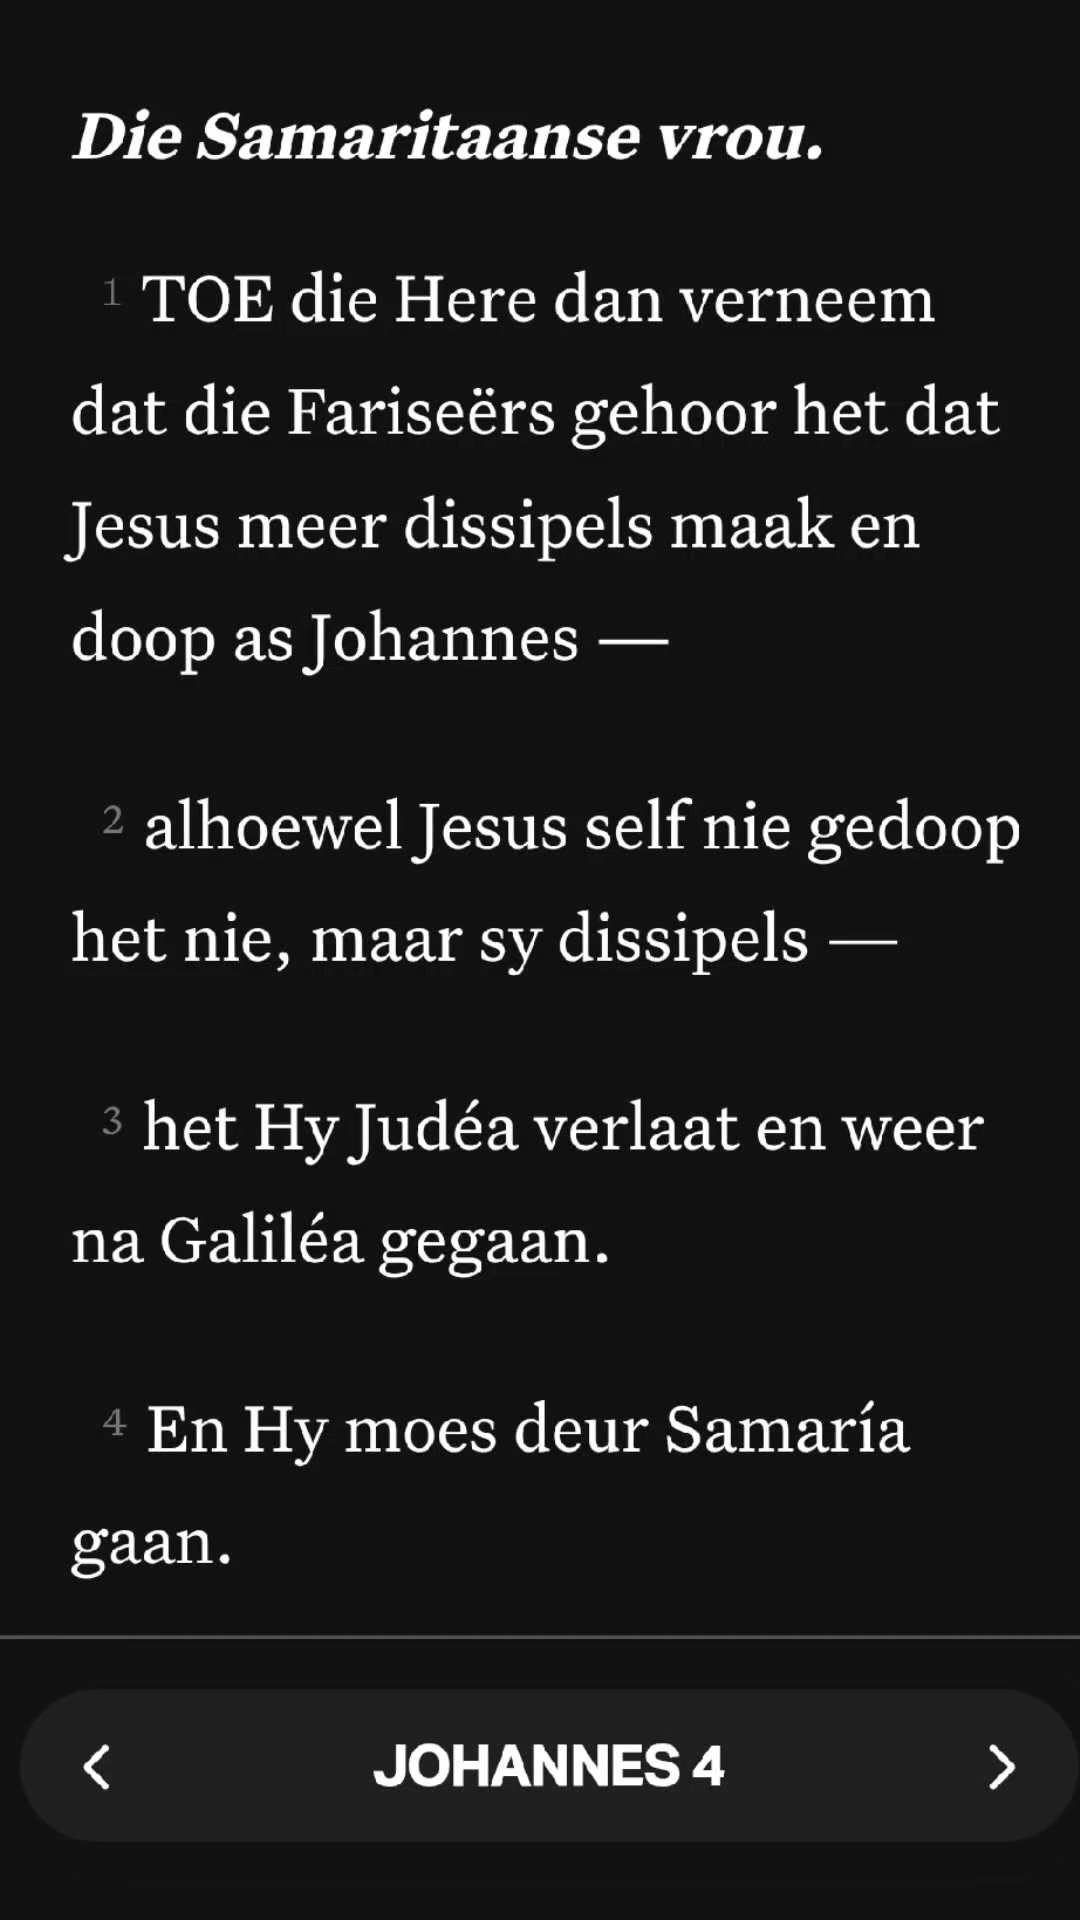 Die Samaritaanse vrou.
1 TOE die Here dan verneem
dat die Fariseërs gehoor het dat
Jesus meer dissipels maak en
doop as Johannes —
2 alhoewel Jesus self nie gedoop
het nie, maar sy dissipels —
3 het Hy Judéa verlaat en weer
na Galiléa gegaan.
4 En Hy moes deur Samaría
gaan.
JOHANNES 4